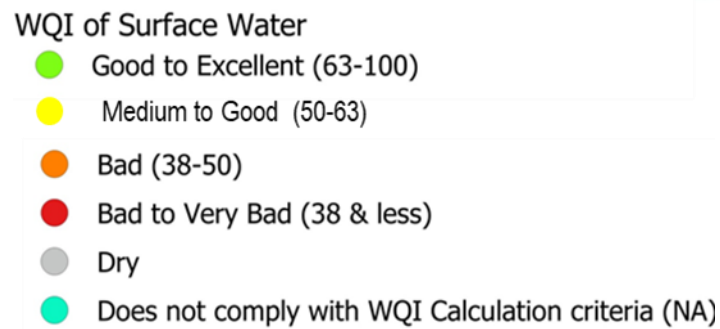 WQI of Surface Water
Good to Excellent (63-100)
Medium to Good (50-63)
Bad (38-50)
Bad to Very Bad (38 & less)
Dry
Does not comply with WQI Calculation criteria (NA)